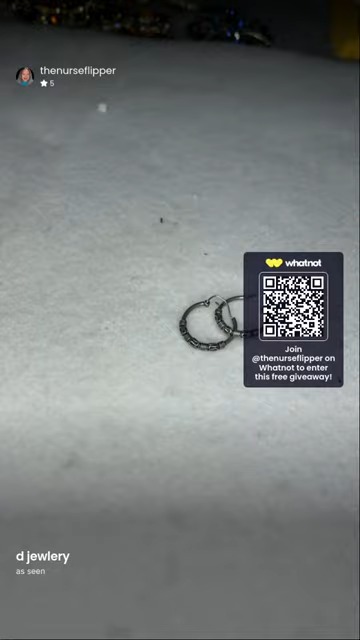 thenurseflipper
5
whatnot
Join
@thenurseflipper on
Whatnot to enter
this free giveaway!
d jewlery
as seen